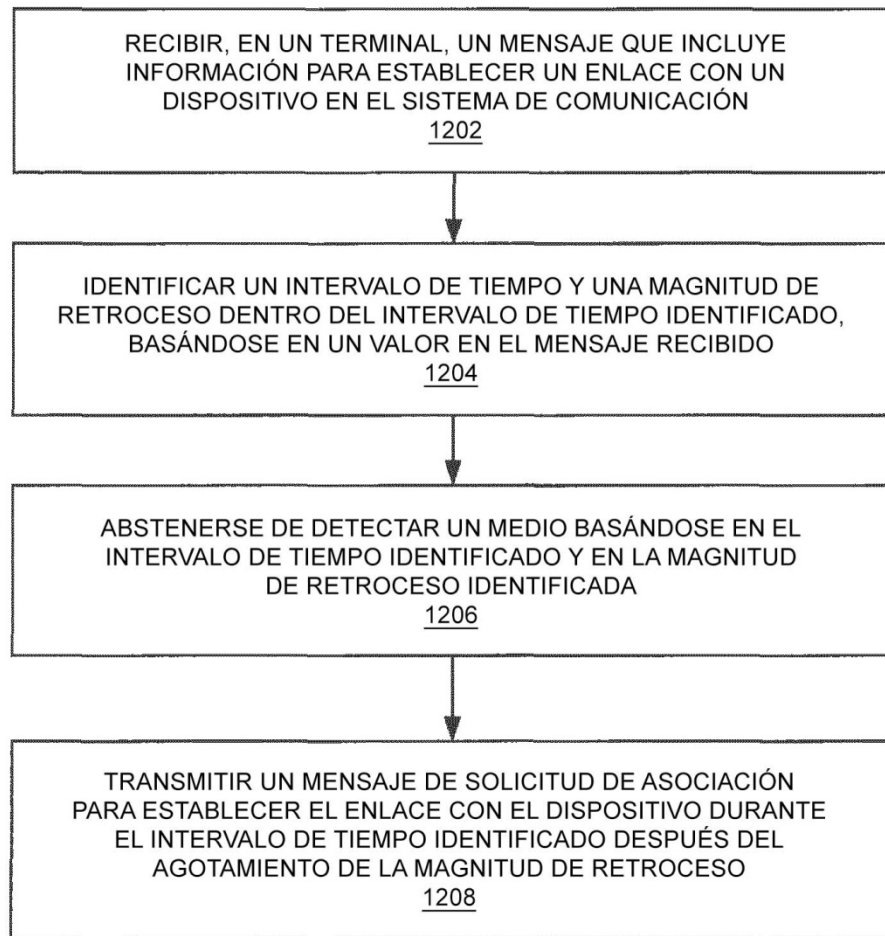 RECIBIR, EN UN TERMINAL, UN MENSAJE QUE INCLUYE
INFORMACIÓN PARA ESTABLECER UN ENLACE CON UN
DISPOSITIVO EN EL SISTEMA DE COMUNICACIÓN
1202
IDENTIFICAR UN INTERVALO DE TIEMPO Y UNA MAGNITUD DE
RETROCESO DENTRO DEL INTERVALO DE TIEMPO IDENTIFICADO,
BASÁNDOSE EN UN VALOR EN EL MENSAJE RECIBIDO
1204
ABSTENERSE DE DETECTAR UN MEDIO BASÁNDOSE EN EL
INTERVALO DE TIEMPO IDENTIFICADO Y EN LA MAGNITUD
DE RETROCESO IDENTIFICADA
1206
TRANSMITIR UN MENSAJE DE SOLICITUD DE ASOCIACIÓN
PARA ESTABLECER EL ENLACE CON EL DISPOSITIVO DURANTE
EL INTERVALO DE TIEMPO IDENTIFICADO DESPUÉS DEL
AGOTAMIENTO DE LA MAGNITUD DE RETROCESO
1208